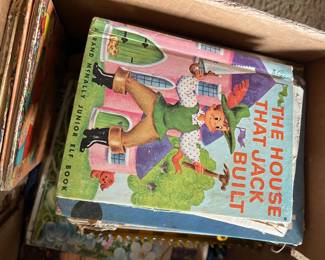 A RAND MCNALLY JUNIOR ELF BOOK
THE HOUSE
THAT JACK
BUILT